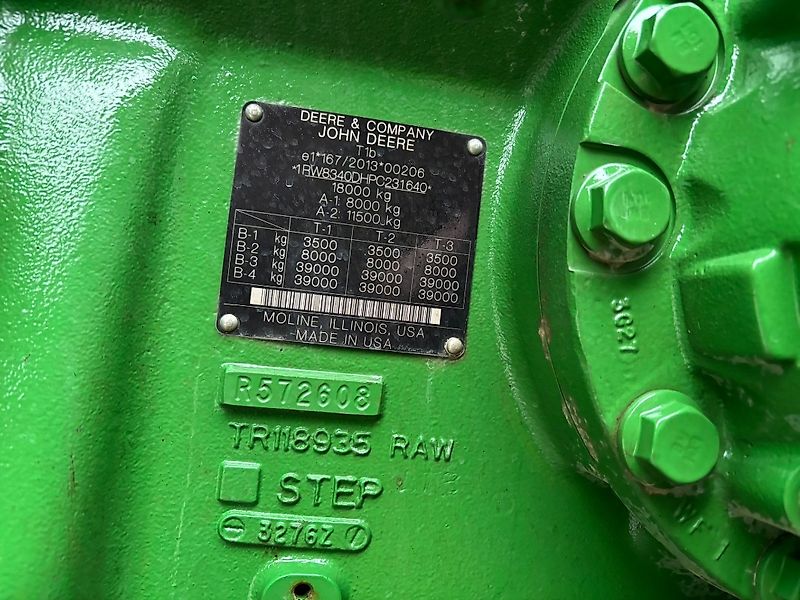 DEERE & COMPANY
JOHN DEERE
T1b
e1*167/2013*00206
*1RW8340DHPC231640*
18000 kg
A-1: 8000 kg
A-2: 11500 kg
T-1 T-2 T-3
B-1 kg 3500 3500 3500
B-2 kg 8000 8000 8000
B-3 kg 39000 39000 39000
B-4 kg 39000 39000 39000
MOLINE, ILLINOIS, USA
MADE IN USA
R572608
TR118935 RAW
STEP
3276Z